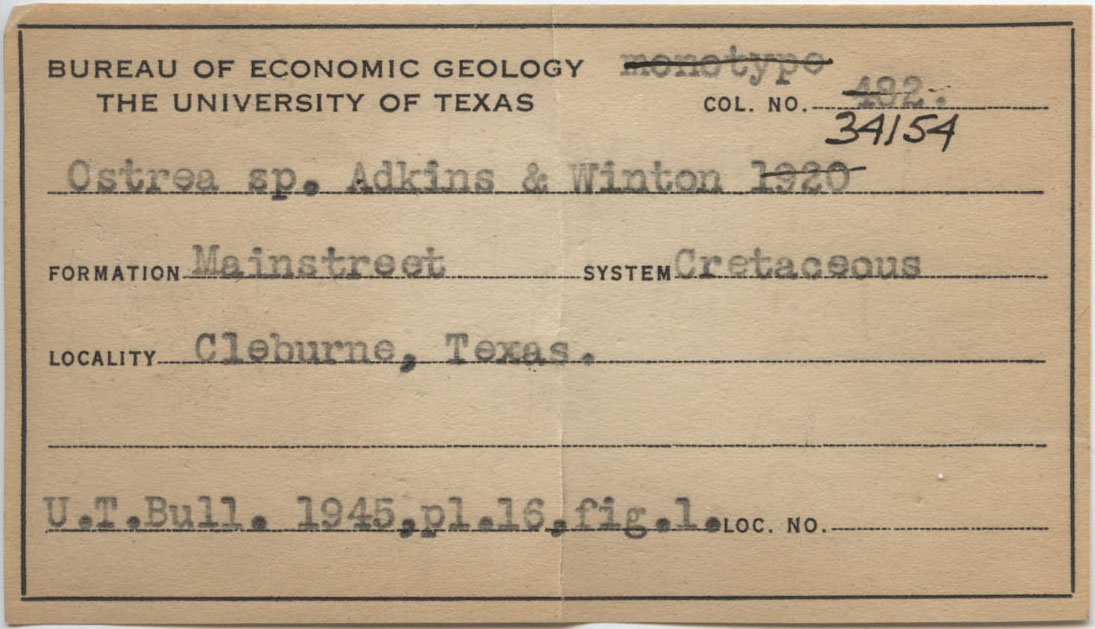 BUREAU OF ECONOMIC GEOLOGY monotype
THE UNIVERSITY OF TEXAS COL. NO. 482.
34154
Ostrea sp. Adkins & Winton 1920
FORMATION Mainstreet SYSTEM Cretaceous
LOCALITY Cleburne, Texas.
U.T.Bull. 1945,pl.16,fig.1. LOC. NO.